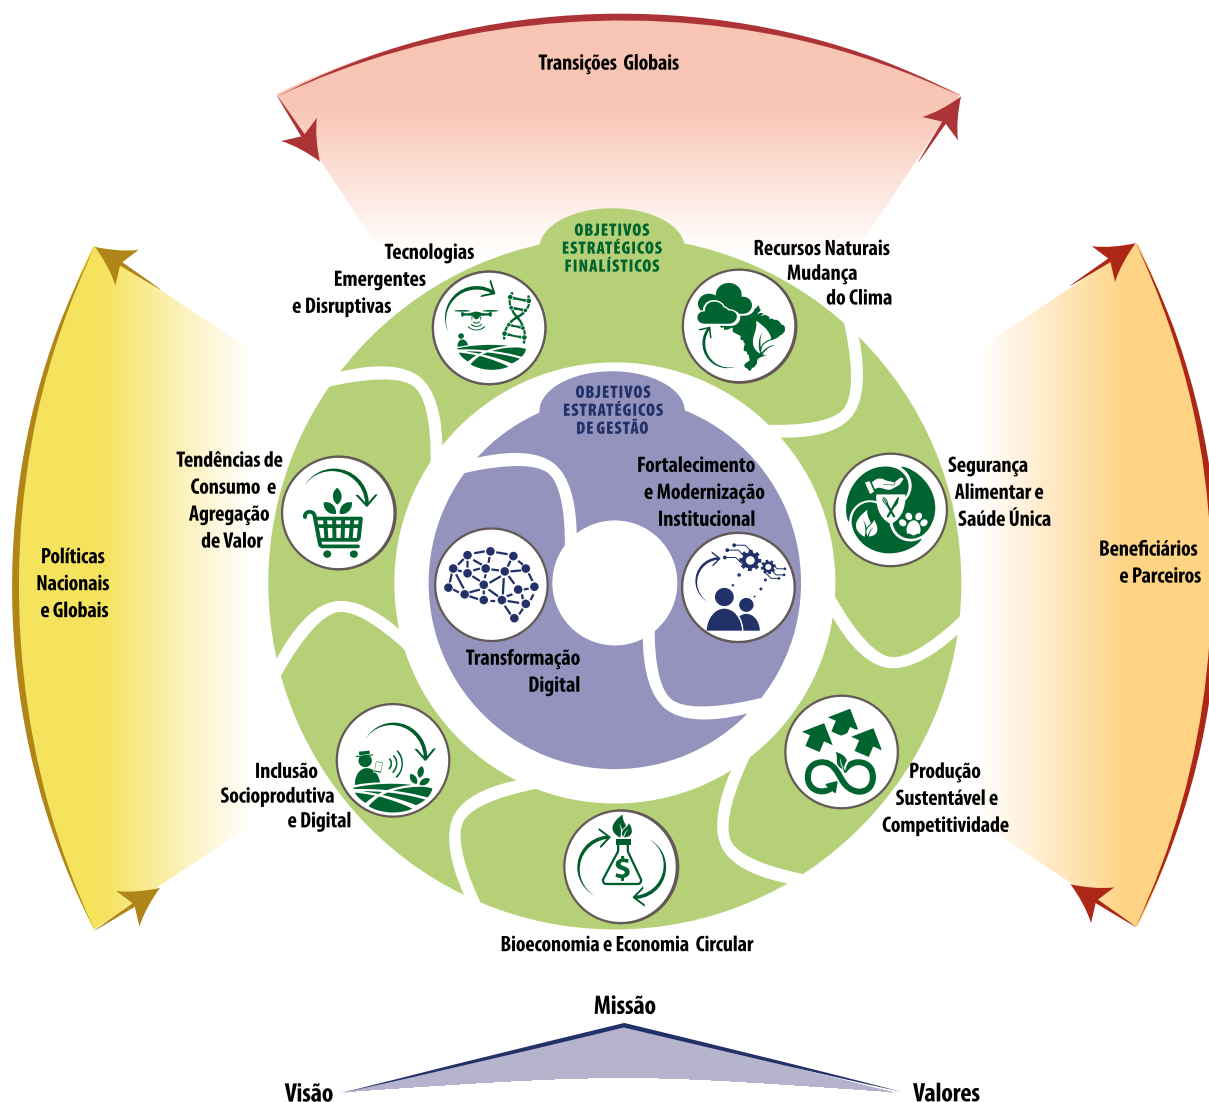 Transições Globais
OBJETIVOS
ESTRATÉGICOS
FINALÍSTICOS
Tecnologias
Emergentes
e Disruptivas
Recursos Naturais
Mudança
do Clima
OBJETIVOS
ESTRATÉGICOS
DE GESTÃO
Tendências de
Consumo e
Agregação
de Valor
Fortalecimento
e Modernização
Institucional
Segurança
Alimentar e
Saúde Única
Políticas
Nacionais
e Globais
Beneficiários
e Parceiros
Transformação
Digital
Inclusão
Socioprodutiva
e Digital
Produção
Sustentável e
Competitividade
$
Bioeconomia e Economia Circular
Missão
Visão
Valores